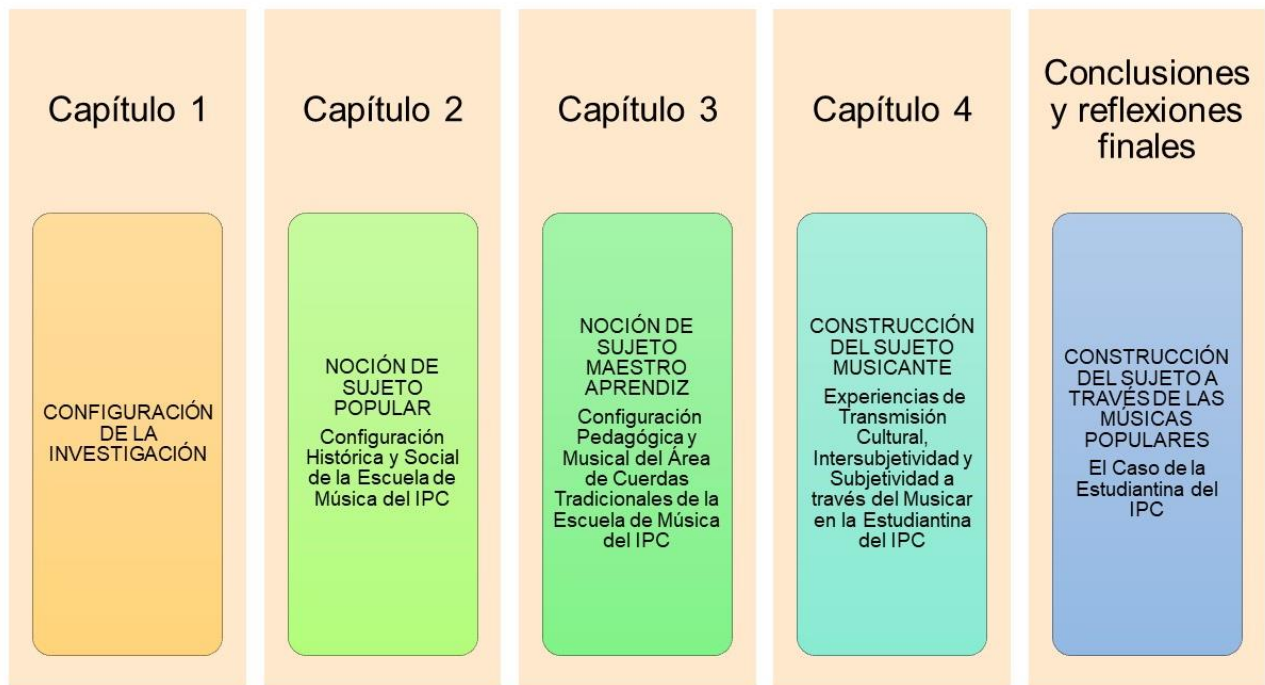 Capítulo 1
CONFIGURACIÓN
DE LA
INVESTIGACIÓN
Capítulo 2
NOCIÓN DE
SUJETO
POPULAR
Configuración
Histórica y Social
de la Escuela de
Música del IPC
Capítulo 3
NOCIÓN DE
SUJETO
MAESTRO
APRENDIZ
Configuración
Pedagógica y
Musical del Área
de Cuerdas
Tradicionales de la
Escuela de Música
del IPC
Capítulo 4
CONSTRUCCIÓN
DEL SUJETO
MUSICANTE
Experiencias de
Transmisión
Cultural,
Intersubjetividad y
Subjetividad a
través del Musicar
en la Estudiantina
del IPC
Conclusiones
y reflexiones
finales
CONSTRUCCIÓN
DEL SUJETO A
TRAVÉS DE LAS
MÚSICAS
POPULARES
El Caso de la
Estudiantina del
IPC